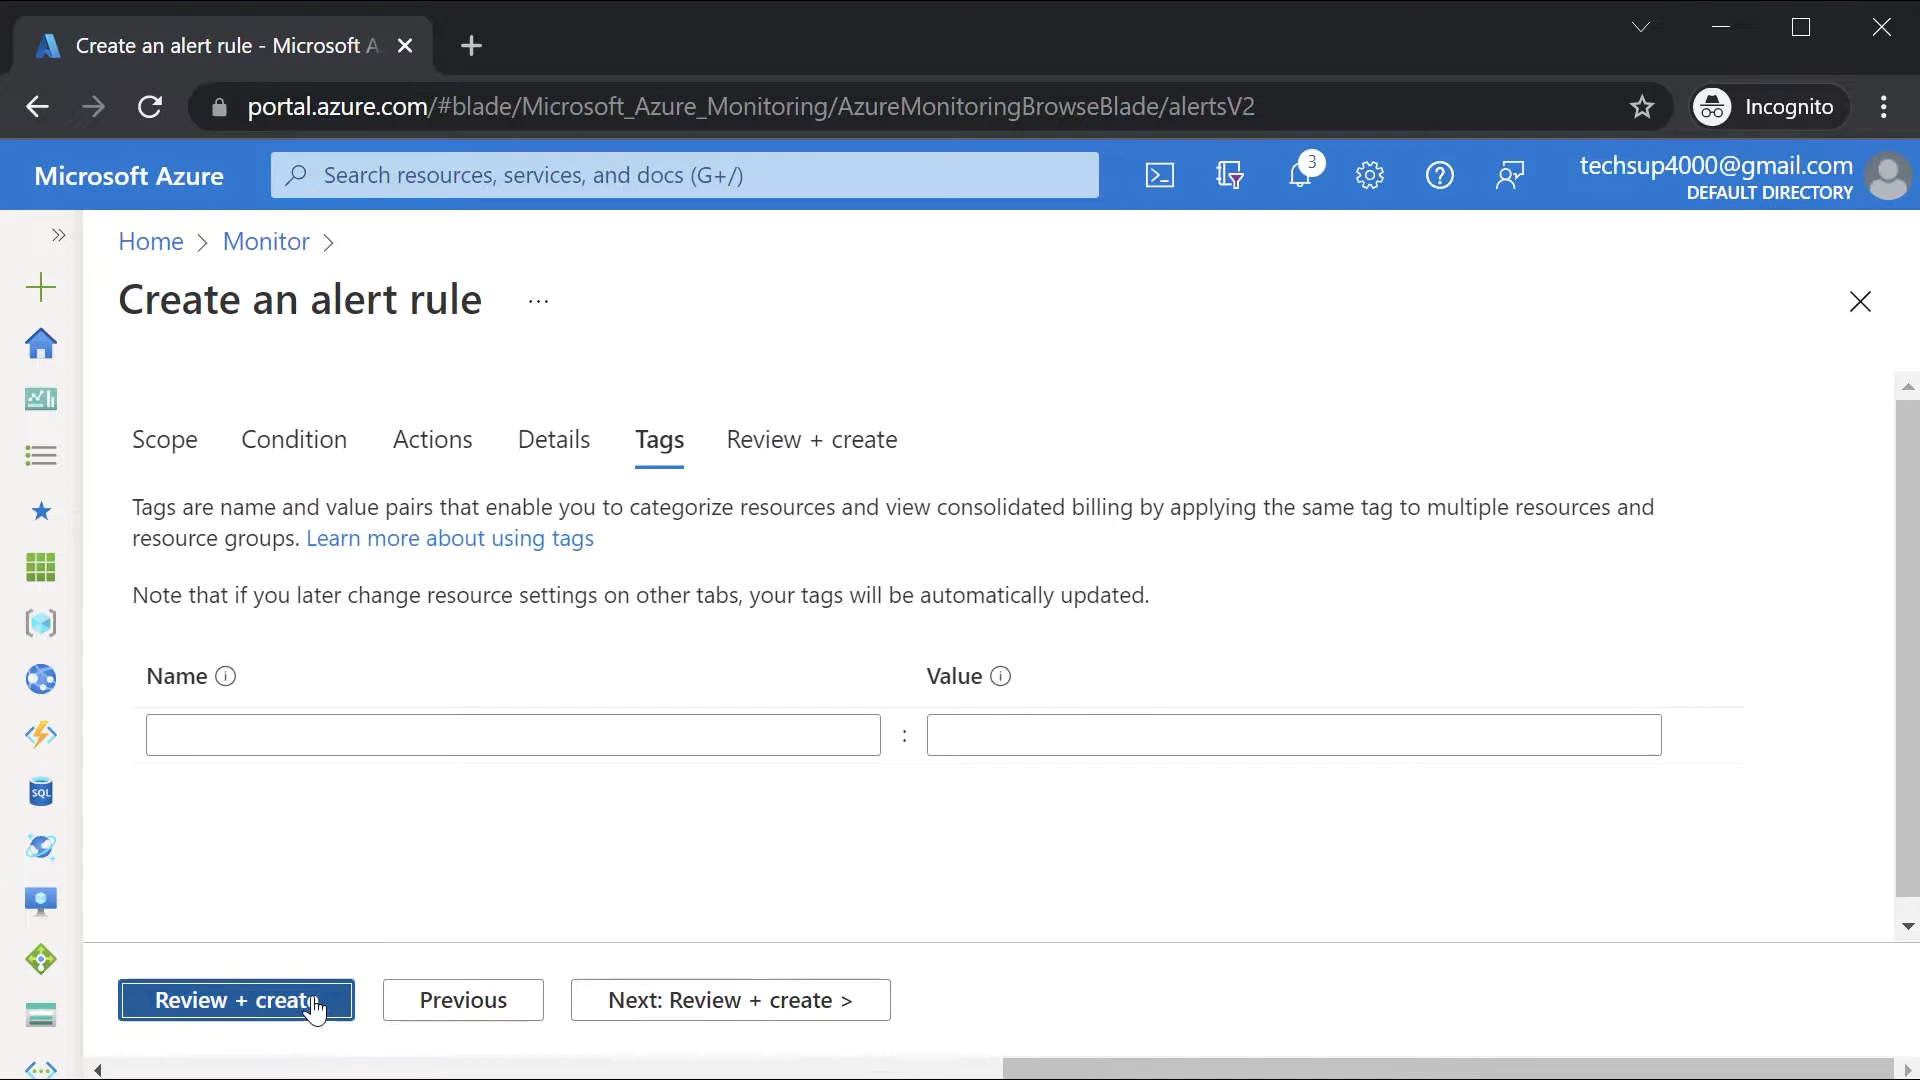 Create an alert rule - Microsoft A
portal.azure.com/#blade/Microsoft_Azure_Monitoring/AzureMonitoringBrowseBlade/alertsV2
Incognito
Microsoft Azure
Search resources, services, and docs (G+/)
3
techsup4000@gmail.com
DEFAULT DIRECTORY
Home > Monitor >
Create an alert rule ...
Scope Condition Actions Details Tags Review + create
Tags are name and value pairs that enable you to categorize resources and view consolidated billing by applying the same tag to multiple resources and
resource groups. Learn more about using tags
Note that if you later change resource settings on other tabs, your tags will be automatically updated.
Name Value
:
SQL
Review + create Previous Next: Review + create >